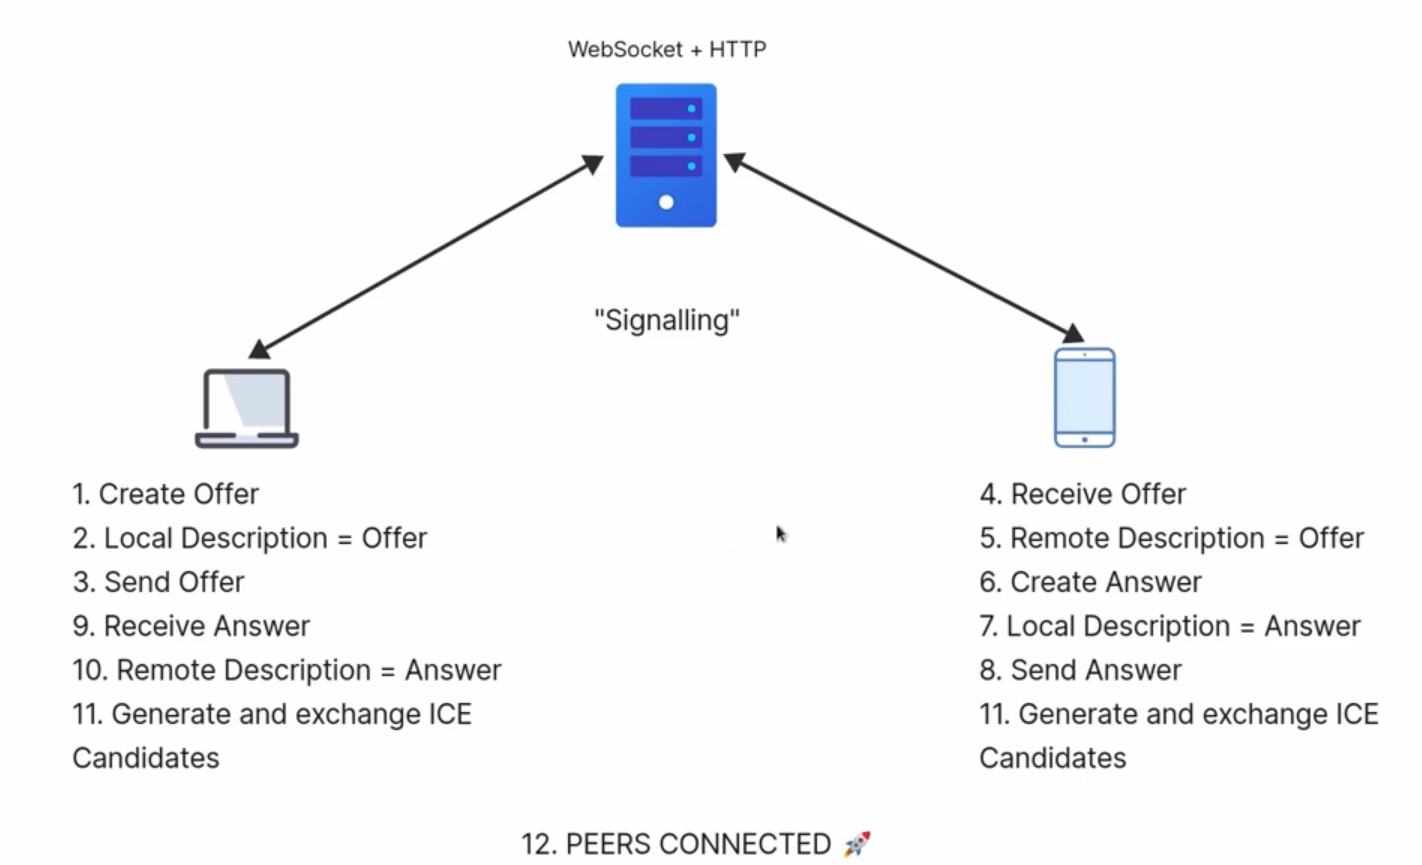 WebSocket + HTTP
"Signalling"
1. Create Offer
2. Local Description = Offer
3. Send Offer
9. Receive Answer
10. Remote Description = Answer
11. Generate and exchange ICE
Candidates
4. Receive Offer
5. Remote Description = Offer
6. Create Answer
7. Local Description = Answer
8. Send Answer
11. Generate and exchange ICE
Candidates
12. PEERS CONNECTED 🚀